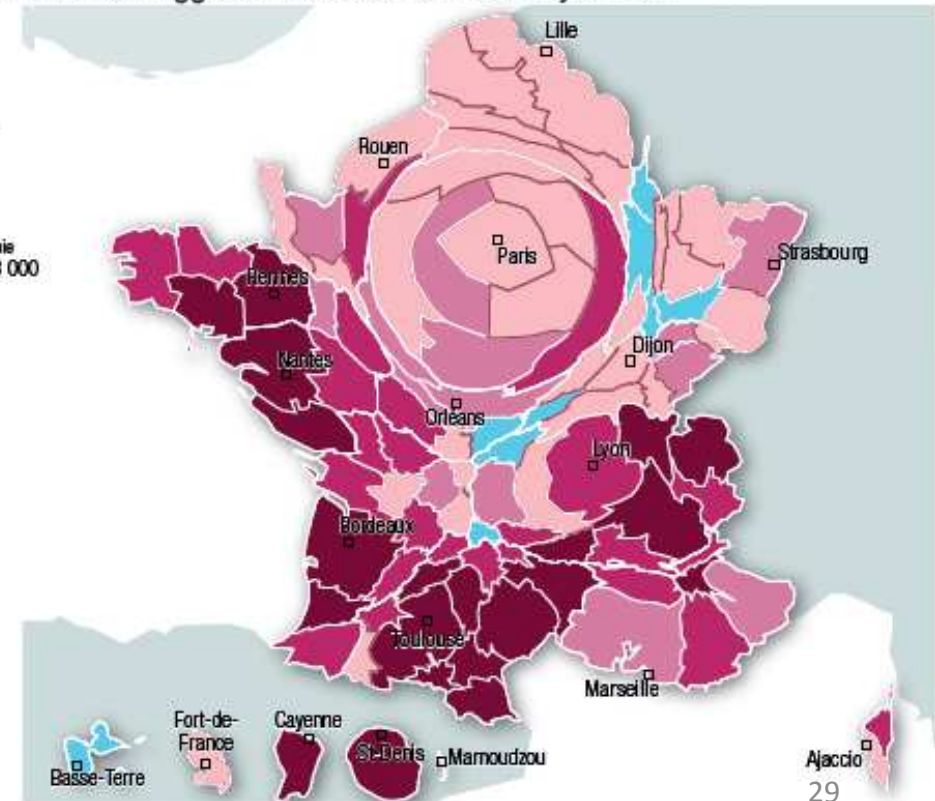 Lille
Rouen
Paris
Strasbourg
Rennes
Nantes
Dijon
Orléans
Lyon
Bordeaux
Toulouse
Marseille
Fort-de-
France
Cayenne
St-Denis
Mamoudzou
Basse-Terre
Ajaccio
000
29